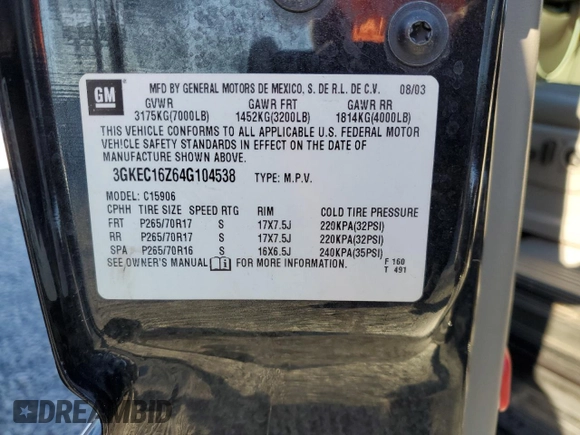 GM
MFD BY GENERAL MOTORS DE MEXICO, S. DE R.L. DE C.V. 08/03
GVWR GAWR FRT GAWR RR
3175KG(7000LB) 1452KG(3200LB) 1814KG(4000LB)
THIS VEHICLE CONFORMS TO ALL APPLICABLE U.S. FEDERAL MOTOR
VEHICLE SAFETY STANDARDS IN EFFECT ON THE DATE OF
MANUFACTURE SHOWN ABOVE.
3GKEC16Z64G104538 TYPE: M.P.V.
MODEL: C15906
CPHH TIRE SIZE SPEED RTG RIM COLD TIRE PRESSURE
FRT P265/70R17 S 17X7.5J 220KPA(32PSI)
RR P265/70R17 S 17X7.5J 220KPA(32PSI)
SPA P265/70R16 S 16X6.5J 240KPA(35PSI)
SEE OWNER'S MANUAL FOR MORE INFORMATION. F 160
T 491
DREAMBID